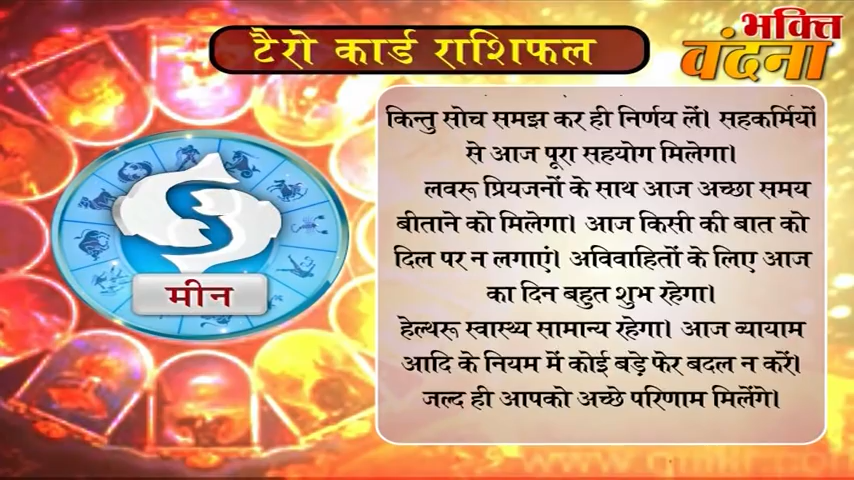 टैरो कार्ड राशिफल
भक्ति
वंदना
किन्तु सोच समझ कर ही निर्णय लें। सहकर्मियों
से आज पूरा सहयोग मिलेगा।
लवरू प्रियजनों के साथ आज अच्छा समय
बीताने को मिलेगा। आज किसी की बात को
दिल पर न लगाएं। अविवाहितों के लिए आज
का दिन बहुत शुभ रहेगा।
हेल्थरू स्वास्थ्य सामान्य रहेगा। आज व्यायाम
आदि के नियम में कोई बड़े फेर बदल न करें।
जल्द ही आपको अच्छे परिणाम मिलेंगे।
मीन